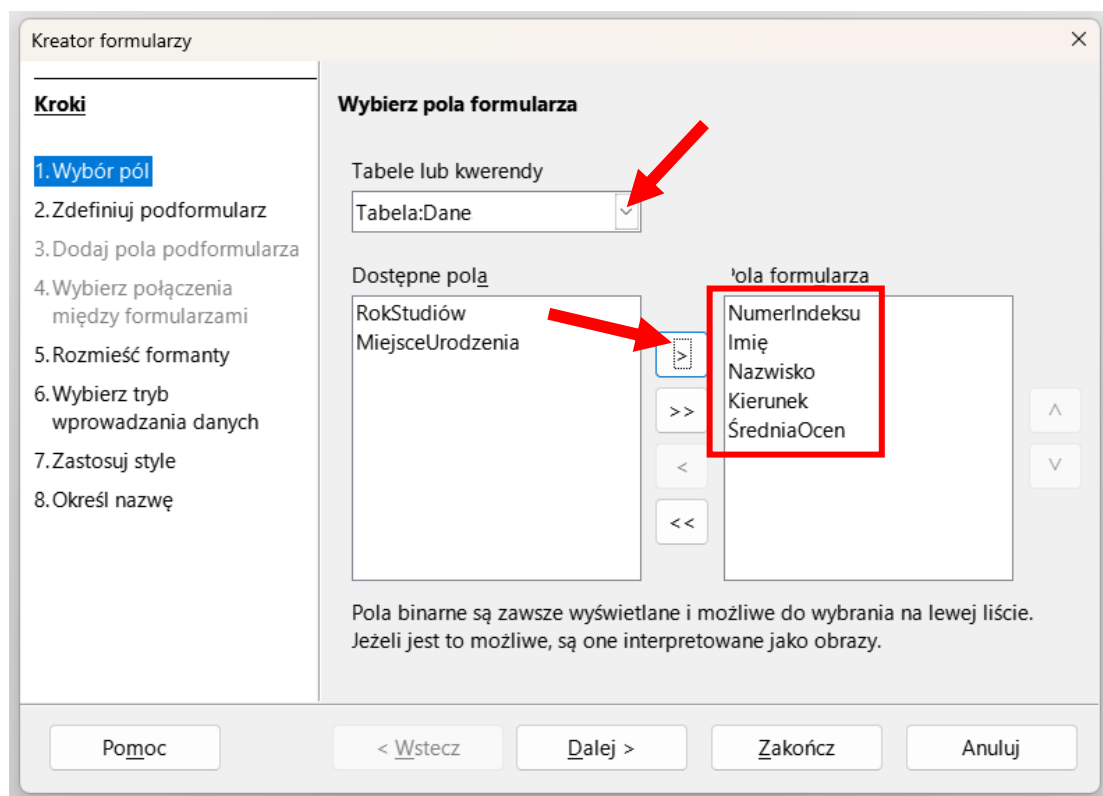 Kreator formularzy
Kroki
1.Wybór pól
2.Zdefiniuj podformularz
3.Dodaj pola podformularza
4.Wybierz połączenia
między formularzami
5.Rozmieść formanty
6.Wybierz tryb
wprowadzania danych
7.Zastosuj style
8.Określ nazwę
Wybierz pola formularza
Tabele lub kwerendy
Tabela:Dane
Dostępne pola
RokStudiów
MiejsceUrodzenia
>
>>
<
<<
ola formularza
NumerIndeksu
Imię
Nazwisko
Kierunek
ŚredniaOcen
Pola binarne są zawsze wyświetlane i możliwe do wybrania na lewej liście.
Jeżeli jest to możliwe, są one interpretowane jako obrazy.
Pomoc
< Wstecz
Dalej >
Zakończ
Anuluj